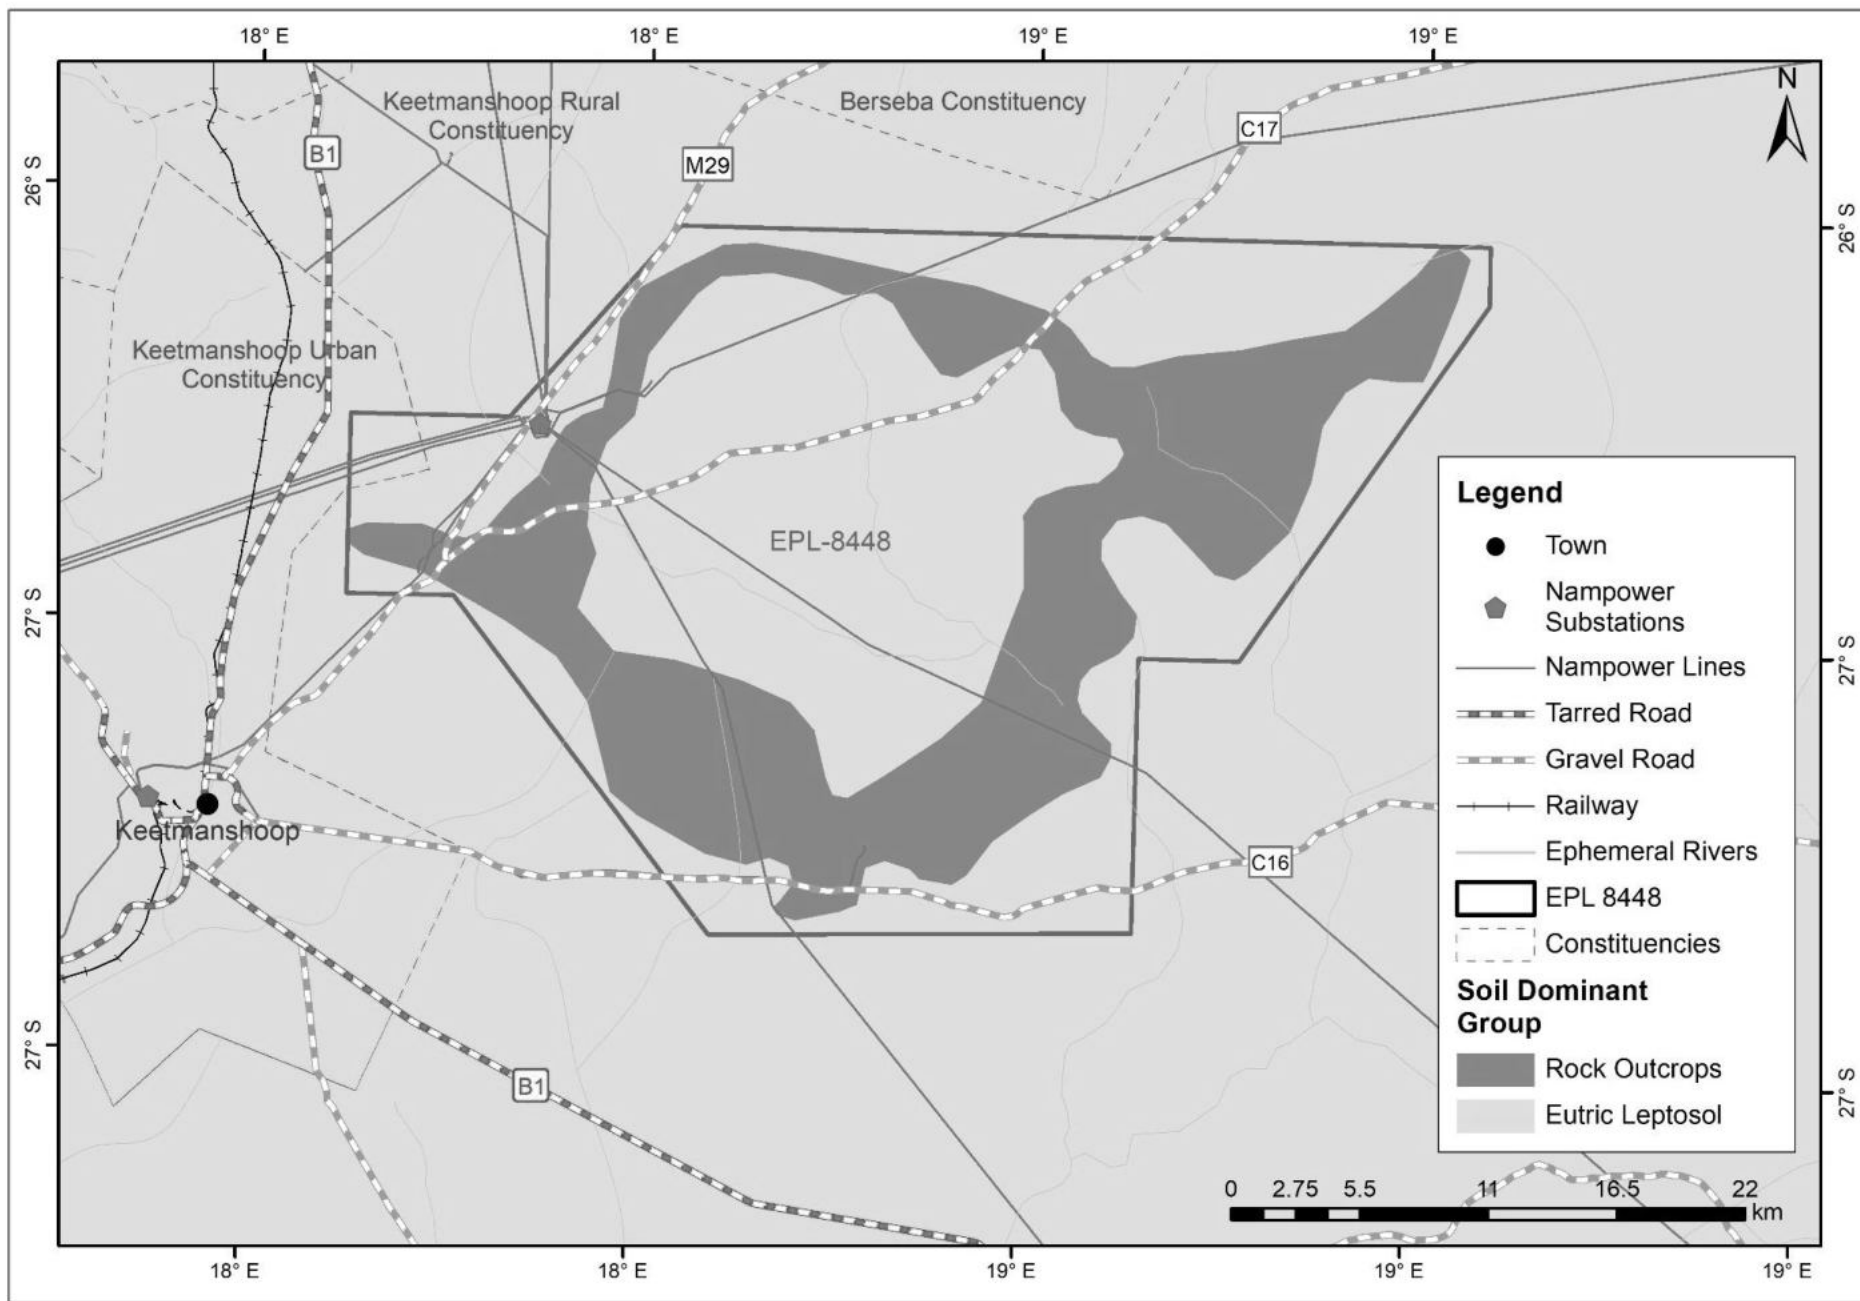 18° E 18° E 19° E 19° E
Keetmanshoop Rural
Constituency
Berseba Constituency
N
C17
B1
M29
26° S
26° S
Keetmanshoop Urban
Constituency
Legend
Town
EPL-8448
Nampower
Substations
27° S
27° S
Nampower Lines
Tarred Road
Gravel Road
Railway
Keetmanshoop
Ephemeral Rivers
C16
EPL 8448
Constituencies
Soil Dominant
Group
27° S
Rock Outcrops
B1
27° S
Eutric Leptosol
0 2.75 5.5 11 16.5 22
km
18° E 18° E 19° E 19° E 19° E